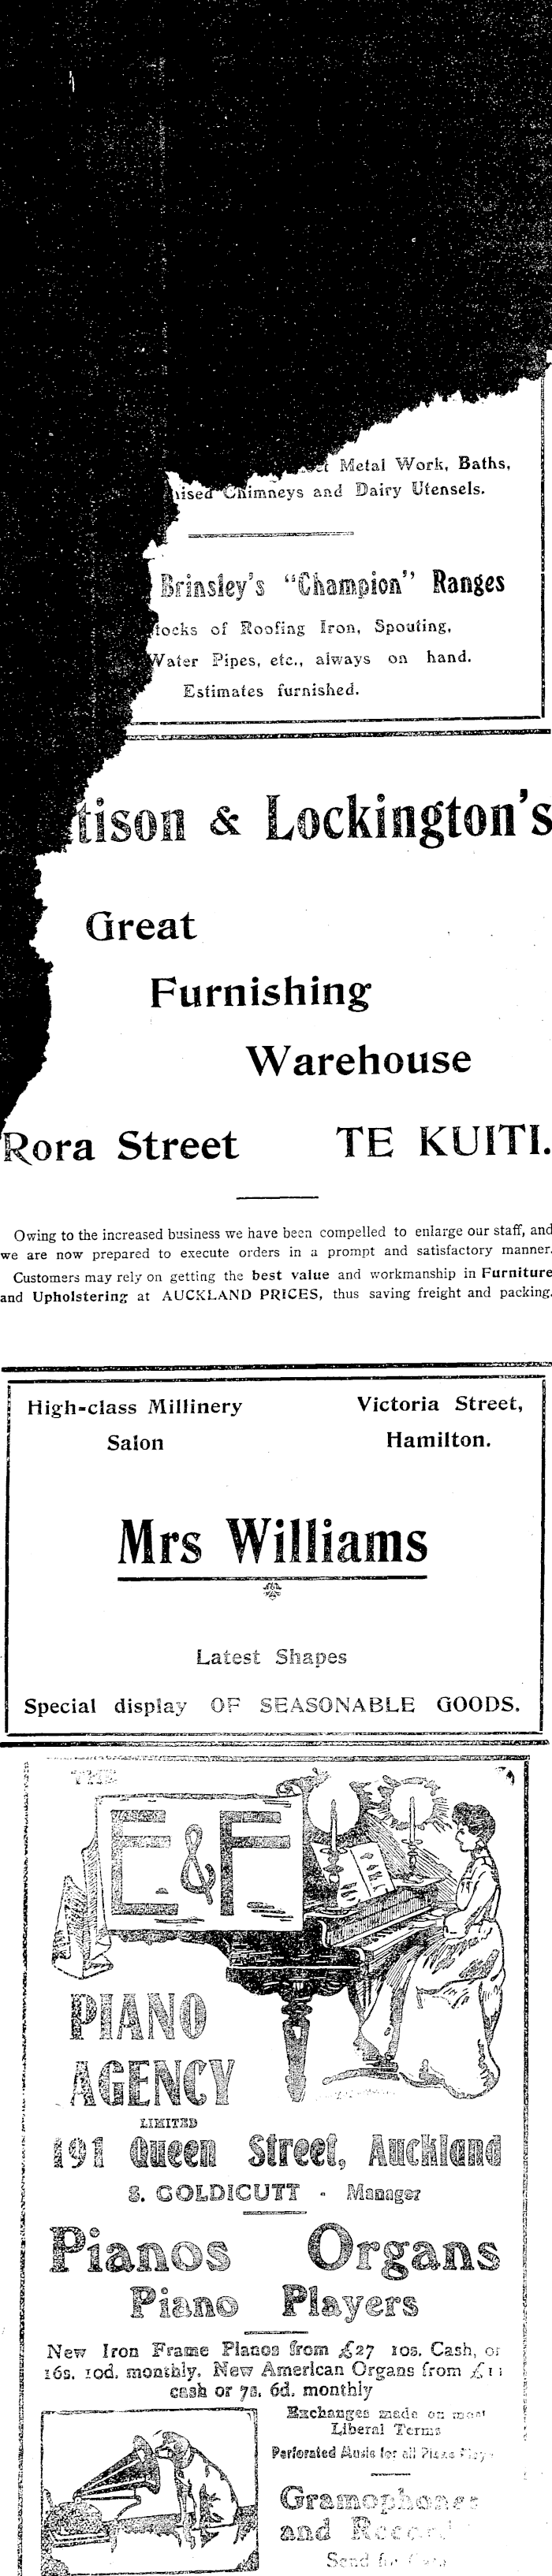 Metal Work, Baths,
Chimneys and Dairy Utensels.
Brinsley's "Champion" Ranges
of Roofing Iron, Spouting,
Water Pipes, etc., always on hand.
Estimates furnished.
& Lockington's
Great
Furnishing
Warehouse
Rora Street TE KUITI.
Owing to the increased business we have been compelled to enlarge our staff, and
we are now prepared to execute orders in a prompt and satisfactory manner.
Customers may rely on getting the best value and workmanship in Furniture
and Upholstering at AUCKLAND PRICES, thus saving freight and packing.
High-class Millinery Victoria Street,
Salon Hamilton.
Mrs Williams
Latest Shapes
Special display OF SEASONABLE GOODS.
THE
E & F
PIANO
AGENCY
LIMITED
191 Queen Street, Auckland
S. GOLDICUTT - Manager
Pianos Organs
Piano Players
New Iron Frame Pianos from £27 10s. Cash, or
16s. 10d. monthly. New American Organs from
cash or 7s. 6d. monthly
Exchanges made on most
Liberal Terms
Perforated Music for all Piano
Gramophones
and
Send for